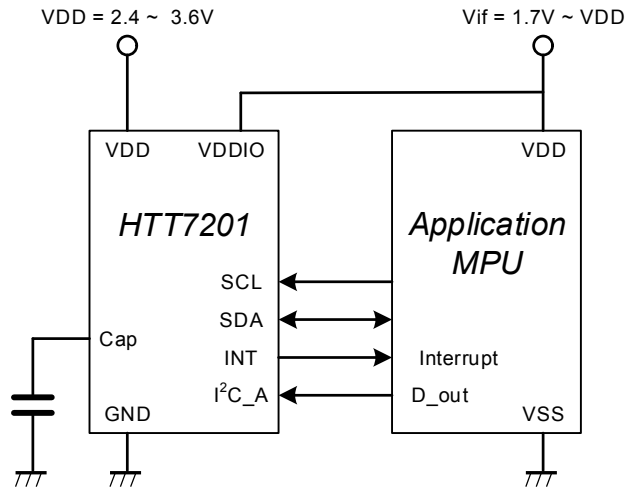 VDD = 2.4 ~ 3.6V
Vif = 1.7V ~ VDD
VDD
VDDIO
VDD
HTT7201
Application
MPU
SCL
SDA
Cap
INT
Interrupt
I²C_A
D_out
GND
VSS